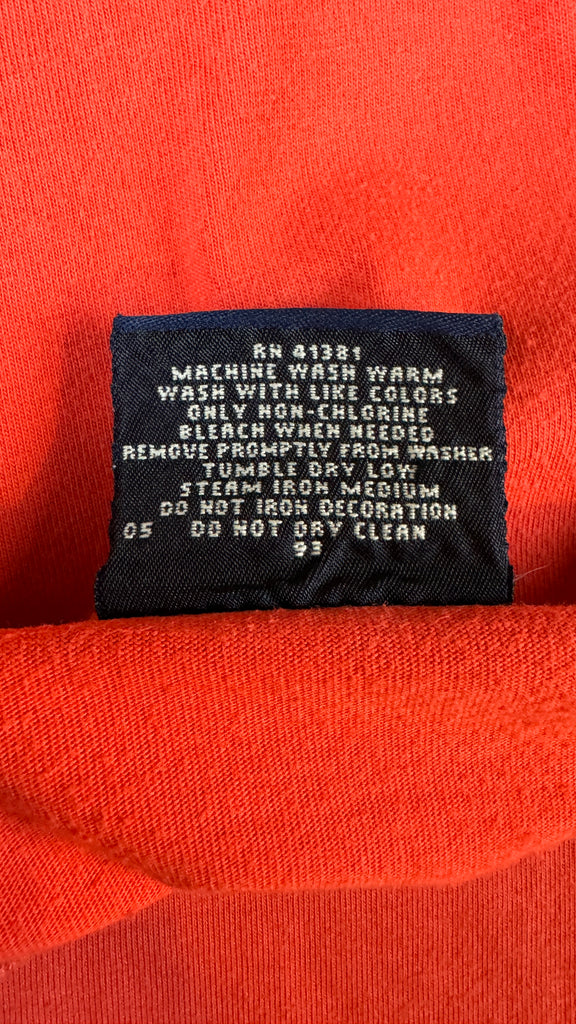 RN 41381
MACHINE WASH WARM
WASH WITH LIKE COLORS
ONLY NON-CHLORINE
BLEACH WHEN NEEDED
REMOVE PROMPTLY FROM WASHER
TUMBLE DRY LOW
STEAM IRON MEDIUM
DO NOT IRON DECORATION
05 DO NOT DRY CLEAN
93